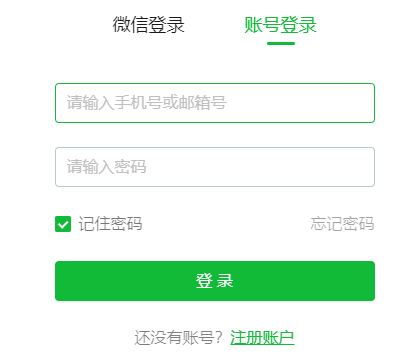 微信登录 账号登录
请输入手机号或邮箱号
请输入密码
记住密码 忘记密码
登录
还没有账号？注册账户